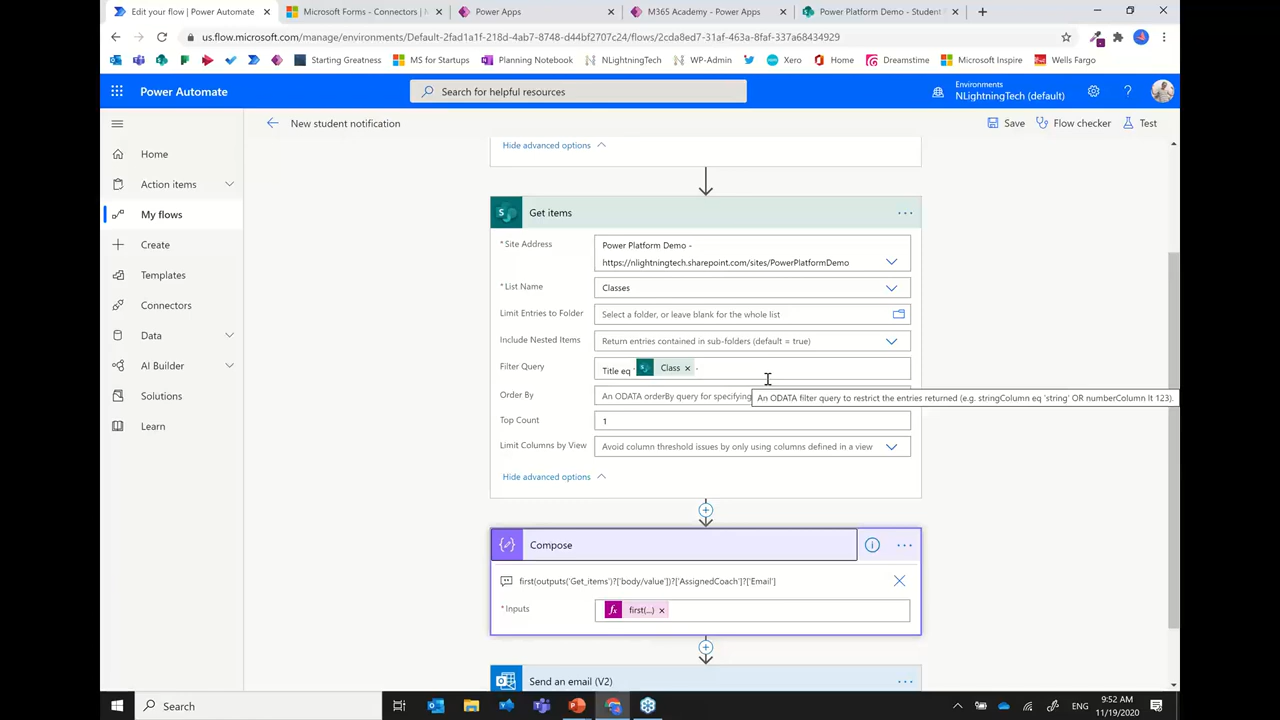 Edit your flow | Power Automate
Microsoft Forms - Connectors |
Power Apps
M365 Academy - Power Apps
Power Platform Demo - Student
us.flow.microsoft.com/manage/environments/Default-2fad1a1f-218d-4ab7-8748-d44bf2707c24/flows/2cda8ed7-31af-463a-8faf-337a68434929
Starting Greatness
MS for Startups
Planning Notebook
NLightningTech
WP-Admin
Xero
Home
Dreamstime
Microsoft Inspire
Wells Fargo
Power Automate
Search for helpful resources
Environments
NLightningTech (default)
New student notification
Save
Flow checker
Test
Home
Action items
My flows
Create
Templates
Connectors
Data
AI Builder
Solutions
Learn
Hide advanced options
Get items
* Site Address
Power Platform Demo -
https://nlightningtech.sharepoint.com/sites/PowerPlatformDemo
* List Name
Classes
Limit Entries to Folder
Select a folder, or leave blank for the whole list
Include Nested Items
Return entries contained in sub-folders (default = true)
Filter Query
Title eq ' Class × '
Order By
An ODATA orderBy query for specifying
An ODATA filter query to restrict the entries returned (e.g. stringColumn eq 'string' OR numberColumn lt 123).
Top Count
1
Limit Columns by View
Avoid column threshold issues by only using columns defined in a view
Hide advanced options
Compose
first(outputs('Get_items')?['body/value'])?['AssignedCoach']?['Email']
* Inputs
fx first(...) ×
Send an email (V2)
Search
ENG
9:52 AM
11/19/2020